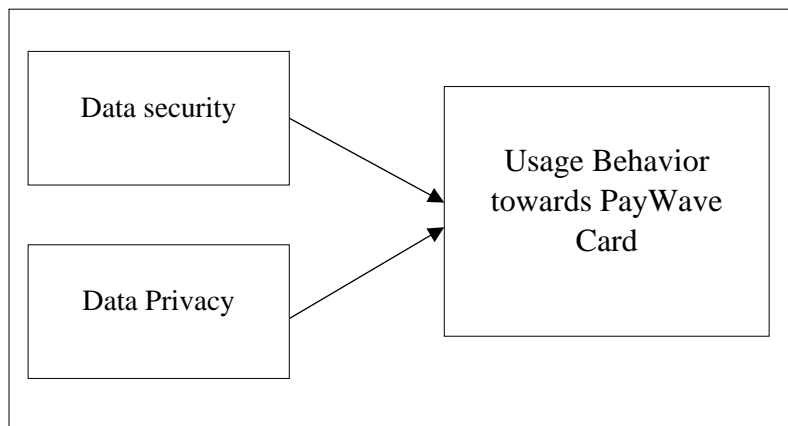 Data security
Data Privacy
Usage Behavior
towards PayWave
Card